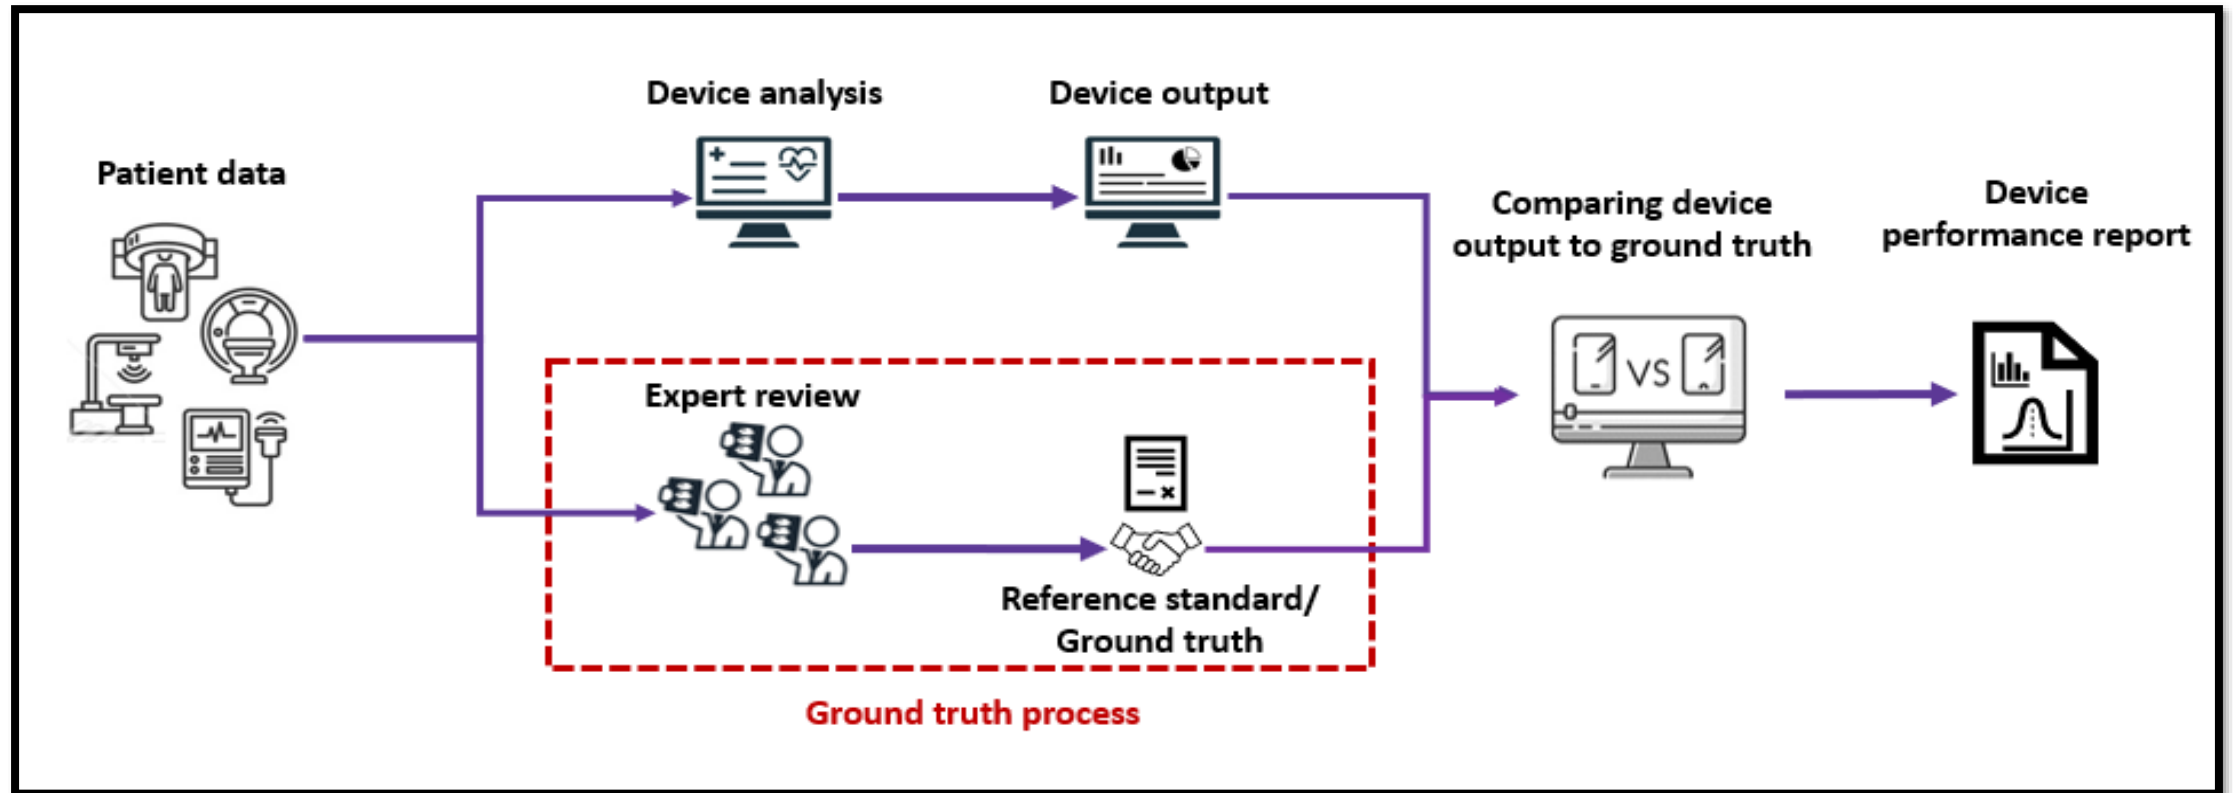 Patient data
Device analysis
Device output
Comparing device
output to ground truth
VS
Device
performance report
Expert review
Reference standard/
Ground truth
Ground truth process